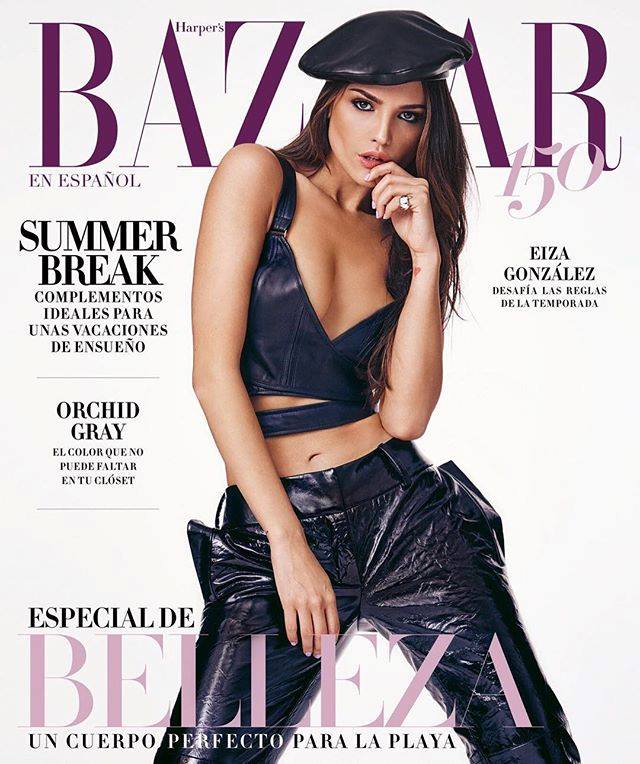 Harper's
BAZAAR
EN ESPAÑOL
150
SUMMER
BREAK
COMPLEMENTOS
IDEALES PARA
UNAS VACACIONES
DE ENSUEÑO
EIZA
GONZÁLEZ
DESAFÍA LAS REGLAS
DE LA TEMPORADA
ORCHID
GRAY
EL COLOR QUE NO
PUEDE FALTAR
EN TU CLÓSET
ESPECIAL DE
BELLEZA
UN CUERPO PERFECTO PARA LA PLAYA